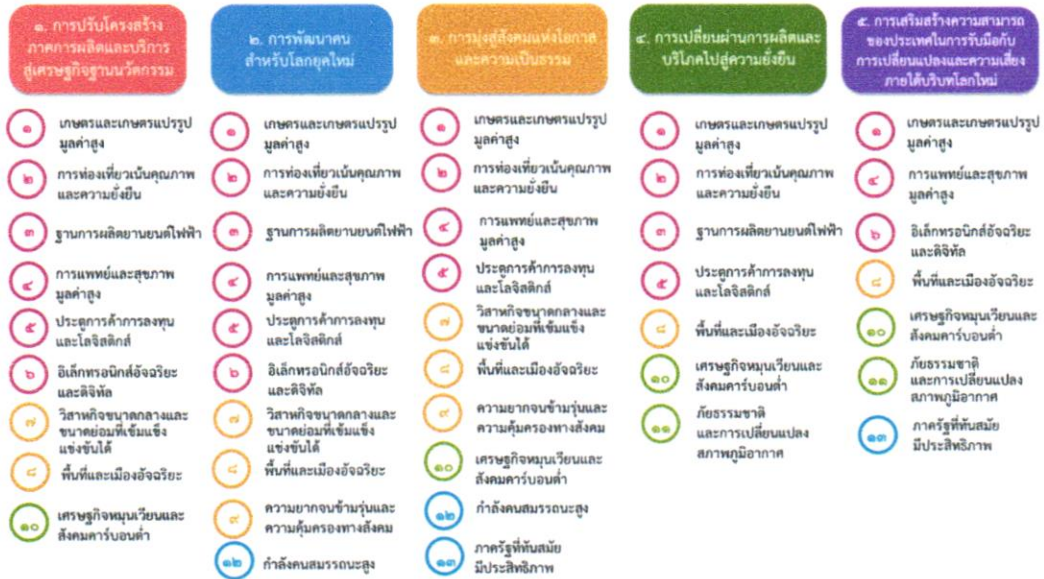 ๑. การปรับโครงสร้าง
ภาคการผลิตและบริการ
สู่เศรษฐกิจฐานนวัตกรรม
๑
เกษตรและเกษตรแปรรูป
มูลค่าสูง
๒
การท่องเที่ยวเน้นคุณภาพ
และความยั่งยืน
๓
ฐานการผลิตยานยนต์ไฟฟ้า
๔
การแพทย์และสุขภาพ
มูลค่าสูง
๕
ประตูการค้าการลงทุน
และโลจิสติกส์
๖
อิเล็กทรอนิกส์อัจฉริยะ
และดิจิทัล
๗
วิสาหกิจขนาดกลางและ
ขนาดย่อมที่เข้มแข็ง
แข่งขันได้
๘
พื้นที่และเมืองอัจฉริยะ
๑๐
เศรษฐกิจหมุนเวียนและ
สังคมคาร์บอนต่ำ
๒. การพัฒนาคน
สำหรับโลกยุคใหม่
๑
เกษตรและเกษตรแปรรูป
มูลค่าสูง
๒
การท่องเที่ยวเน้นคุณภาพ
และความยั่งยืน
๓
ฐานการผลิตยานยนต์ไฟฟ้า
๔
การแพทย์และสุขภาพ
มูลค่าสูง
๕
ประตูการค้าการลงทุน
และโลจิสติกส์
๖
อิเล็กทรอนิกส์อัจฉริยะ
และดิจิทัล
๗
วิสาหกิจขนาดกลางและ
ขนาดย่อมที่เข้มแข็ง
แข่งขันได้
๘
พื้นที่และเมืองอัจฉริยะ
๙
ความยากจนข้ามรุ่นและ
ความคุ้มครองทางสังคม
๑๒
กำลังคนสมรรถนะสูง
๓. การมุ่งสู่สังคมแห่งโอกาส
และความเป็นธรรม
๑
เกษตรและเกษตรแปรรูป
มูลค่าสูง
๒
การท่องเที่ยวเน้นคุณภาพ
และความยั่งยืน
๔
การแพทย์และสุขภาพ
มูลค่าสูง
๕
ประตูการค้าการลงทุน
และโลจิสติกส์
๗
วิสาหกิจขนาดกลางและ
ขนาดย่อมที่เข้มแข็ง
แข่งขันได้
๘
พื้นที่และเมืองอัจฉริยะ
๙
ความยากจนข้ามรุ่นและ
ความคุ้มครองทางสังคม
๑๐
เศรษฐกิจหมุนเวียนและ
สังคมคาร์บอนต่ำ
๑๒
กำลังคนสมรรถนะสูง
๑๓
ภาครัฐที่ทันสมัย
มีประสิทธิภาพ
๔. การเปลี่ยนผ่านการผลิตและ
บริโภคไปสู่ความยั่งยืน
๑
เกษตรและเกษตรแปรรูป
มูลค่าสูง
๒
การท่องเที่ยวเน้นคุณภาพ
และความยั่งยืน
๓
ฐานการผลิตยานยนต์ไฟฟ้า
๕
ประตูการค้าการลงทุน
และโลจิสติกส์
๘
พื้นที่และเมืองอัจฉริยะ
๑๐
เศรษฐกิจหมุนเวียนและ
สังคมคาร์บอนต่ำ
๑๑
ภัยธรรมชาติ
และการเปลี่ยนแปลง
สภาพภูมิอากาศ
๕. การเสริมสร้างความสามารถ
ของประเทศในการรับมือกับ
การเปลี่ยนแปลงและความเสี่ยง
ภายใต้บริบทโลกใหม่
๑
เกษตรและเกษตรแปรรูป
มูลค่าสูง
๔
การแพทย์และสุขภาพ
มูลค่าสูง
๖
อิเล็กทรอนิกส์อัจฉริยะ
และดิจิทัล
๘
พื้นที่และเมืองอัจฉริยะ
๑๐
เศรษฐกิจหมุนเวียนและ
สังคมคาร์บอนต่ำ
๑๑
ภัยธรรมชาติ
และการเปลี่ยนแปลง
สภาพภูมิอากาศ
๑๓
ภาครัฐที่ทันสมัย
มีประสิทธิภาพ